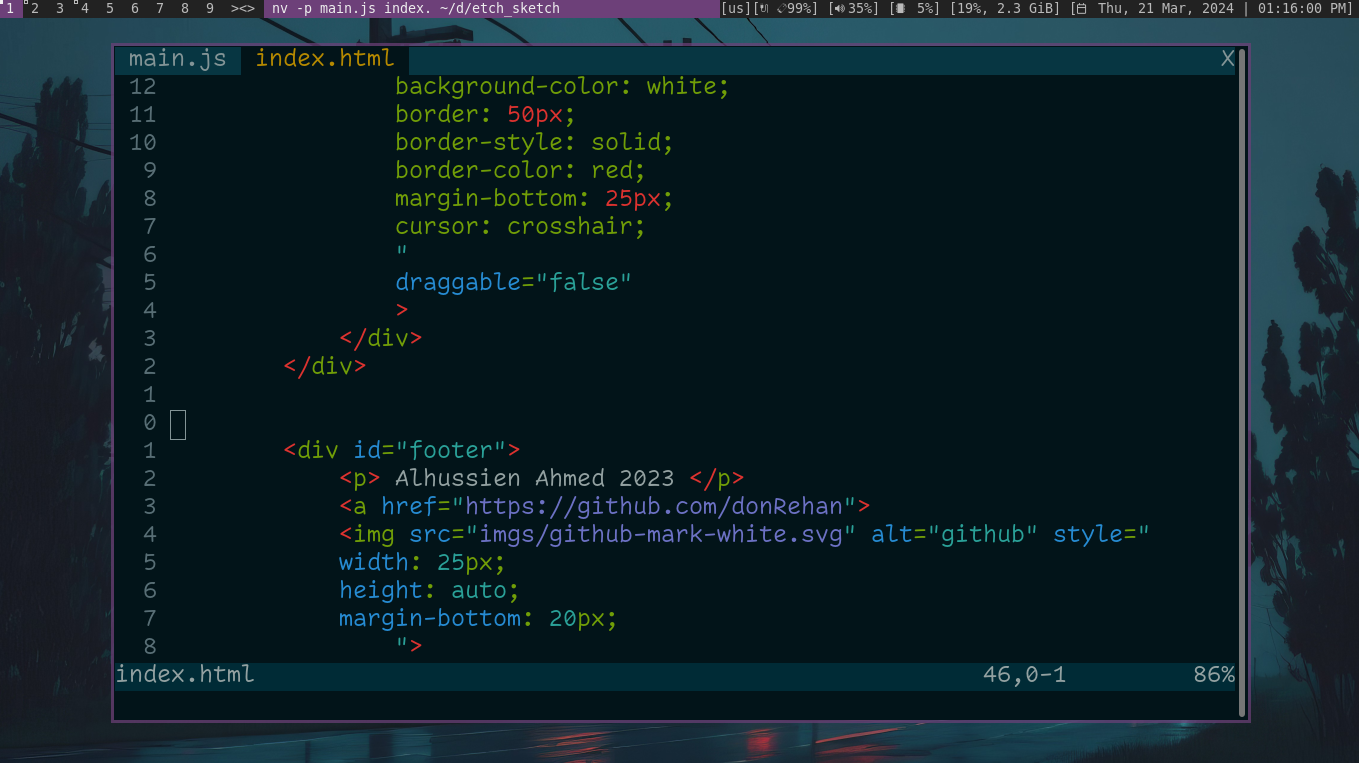 1 2 3 4 5 6 7 8 9 ><> nv -p main.js index. ~/d/etch_sketch [us][ 99%] [ 35%] [ 5%] [19%, 2.3 GiB] [ Thu, 21 Mar, 2024 | 01:16:00 PM]
main.js index.html X
12 background-color: white;
11 border: 50px;
10 border-style: solid;
9 border-color: red;
8 margin-bottom: 25px;
7 cursor: crosshair;
6 "
5 draggable="false"
4 >
3 </div>
2 </div>
1
0
1 <div id="footer">
2 <p> Alhussien Ahmed 2023 </p>
3 <a href="https://github.com/donRehan">
4 <img src="imgs/github-mark-white.svg" alt="github" style="
5 width: 25px;
6 height: auto;
7 margin-bottom: 20px;
8 ">
index.html 46,0-1 86%